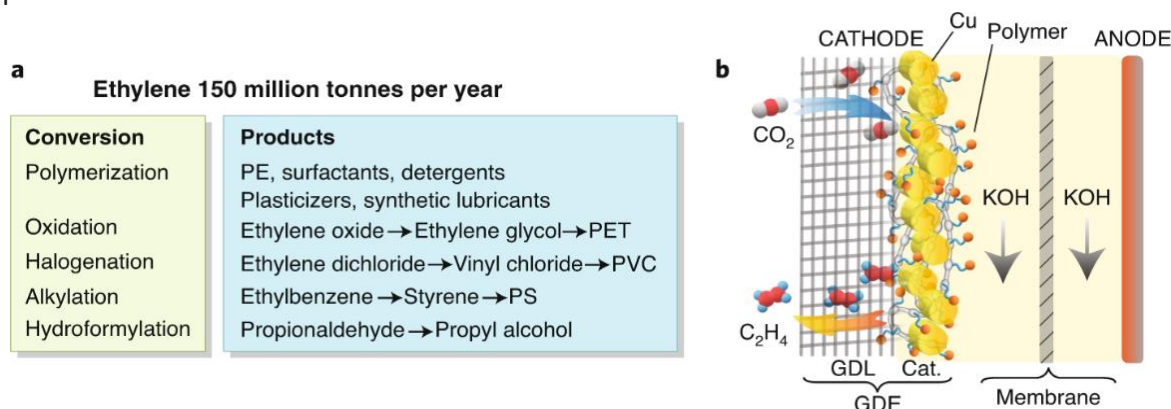 a
Ethylene 150 million tonnes per year
Conversion
Products
Polymerization
PE, surfactants, detergents
Plasticizers, synthetic lubricants
Oxidation
Ethylene oxide→Ethylene glycol→PET
Halogenation
Ethylene dichloride→Vinyl chloride→PVC
Alkylation
Ethylbenzene→Styrene→PS
Hydroformylation
Propionaldehyde→Propyl alcohol
b
CATHODE
Cu
Polymer
ANODE
CO₂
KOH
KOH
C₂H₄
GDL
Cat.
GDE
Membrane